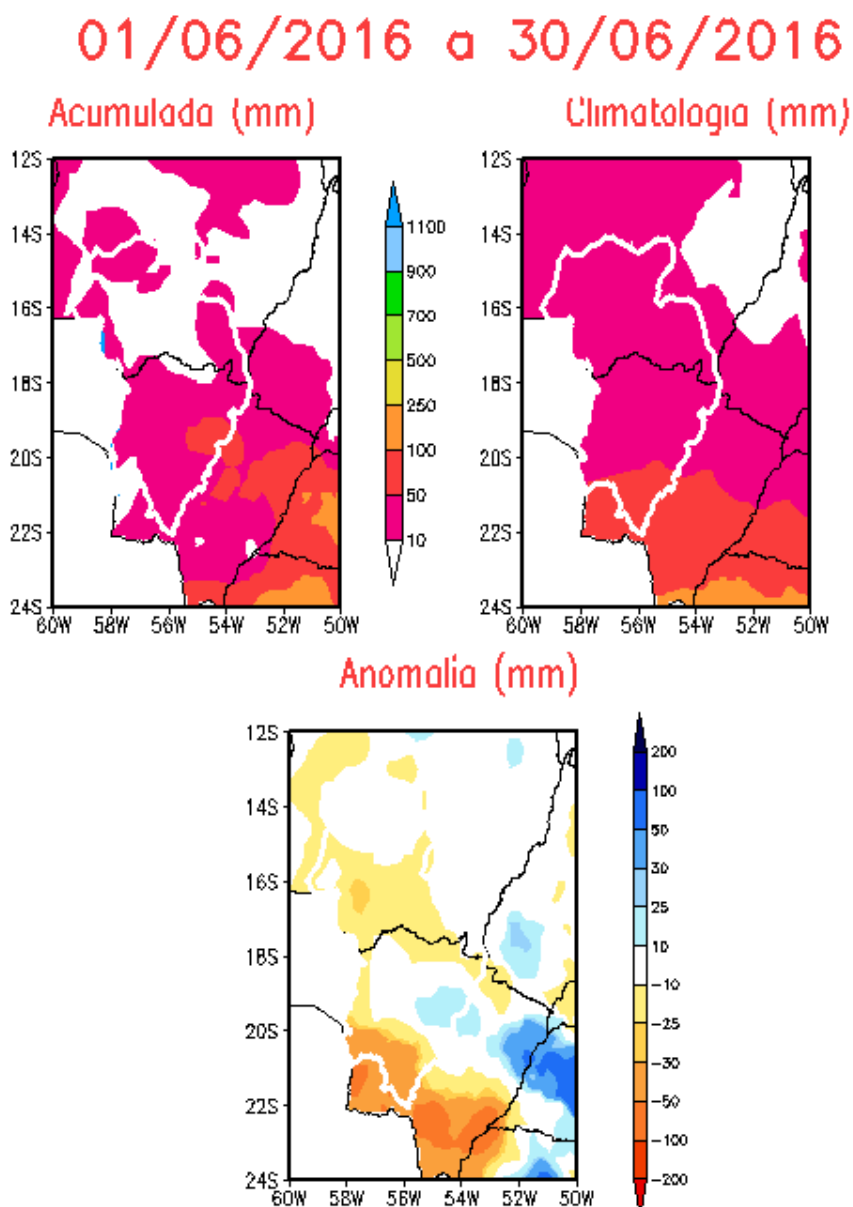 01/06/2016 a 30/06/2016
Acumulada (mm)
Climatologia (mm)
12S
14S
16S
18S
20S
22S
24S
60W 58W 56W 54W 52W 50W
1100
900
700
500
250
100
50
10
12S
14S
16S
18S
20S
22S
24S
60W 58W 56W 54W 52W 50W
Anomalia (mm)
12S
14S
16S
18S
20S
22S
24S
60W 58W 56W 54W 52W 50W
200
100
50
30
25
10
-10
-25
-30
-50
-100
-200